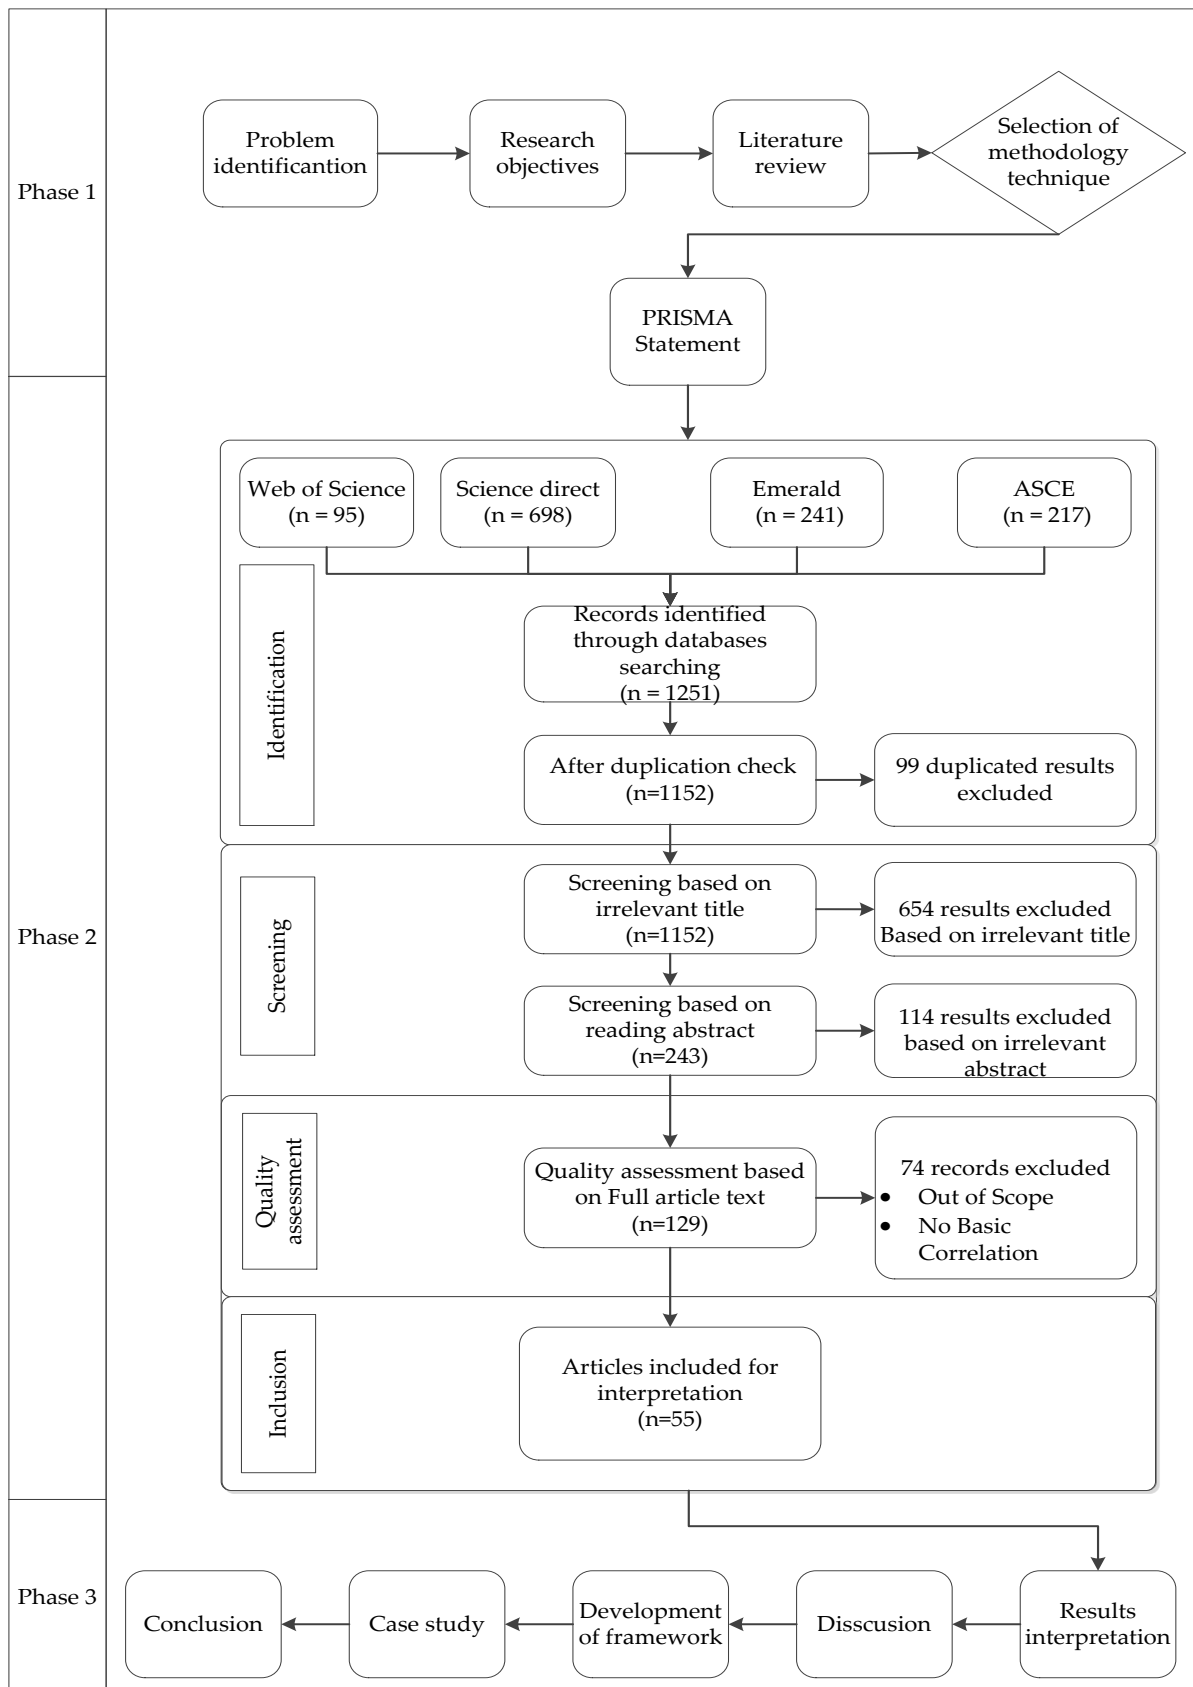 Phase 1
Problem
identificantion
Research
objectives
Literature
review
Selection of
methodology
technique
PRISMA
Statement
Phase 2
Web of Science
(n = 95)
Science direct
(n = 698)
Emerald
(n = 241)
ASCE
(n = 217)
Identification
Records identified
through databases
searching
(n = 1251)
After duplication check
(n=1152)
99 duplicated results
excluded
Screening
Screening based on
irrelevant title
(n=1152)
654 results excluded
Based on irrelevant title
Screening based on
reading abstract
(n=243)
114 results excluded
based on irrelevant
abstract
Quality
assessment
Quality assessment based
on Full article text
(n=129)
74 records excluded
• Out of Scope
• No Basic
Correlation
Inclusion
Articles included for
interpretation
(n=55)
Phase 3
Conclusion
Case study
Development
of framework
Disscusion
Results
interpretation